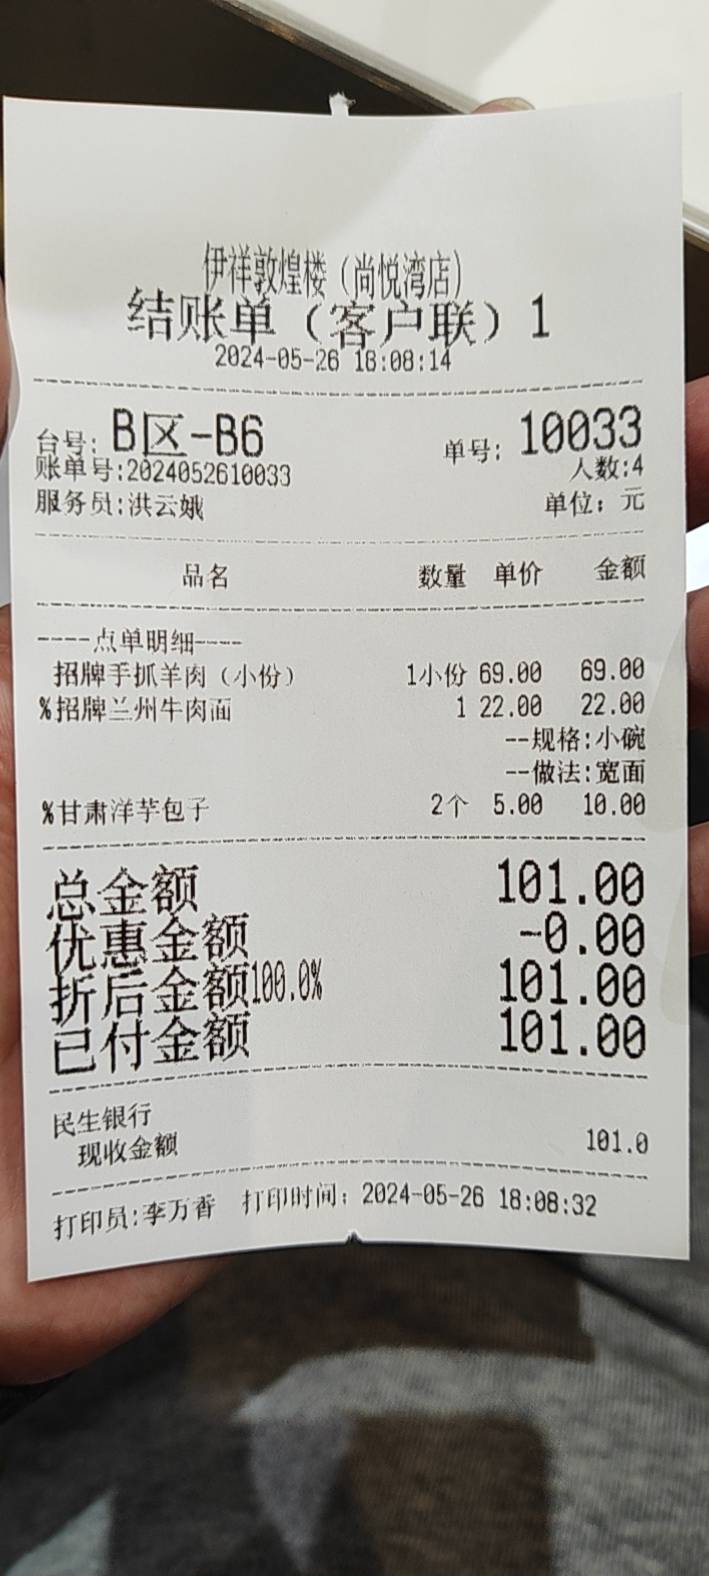 伊祥敦煌楼（尚悦湾店）
结账单（客户联）1
2024-05-26 18:08:14
台号: B区-B6 单号: 10033
账单号:2024052610033 人数:4
服务员:洪云娥 单位: 元
品名 数量 单价 金额
----点单明细----
招牌手抓羊肉（小份） 1小份 69.00 69.00
%招牌兰州牛肉面 1 22.00 22.00
--规格:小碗
--做法:宽面
%甘肃洋芋包子 2个 5.00 10.00
总金额 101.00
优惠金额 -0.00
折后金额100.0% 101.00
已付金额 101.00
民生银行
现收金额 101.0
打印员:李万香 打印时间: 2024-05-26 18:08:32